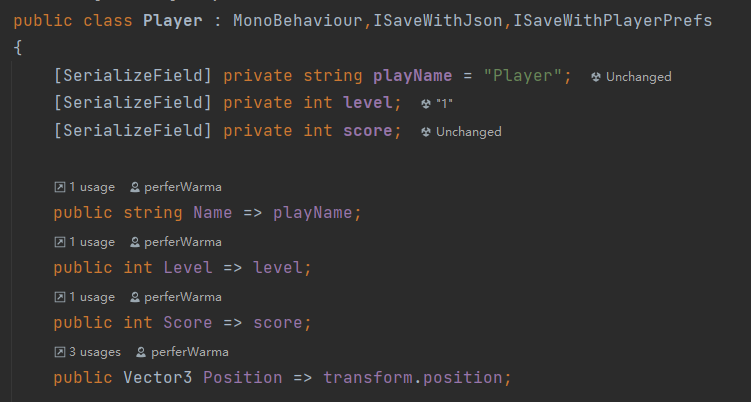 public class Player : MonoBehaviour,ISaveWithJson,ISaveWithPlayerPrefs
{
[SerializeField] private string playName = "Player"; Unchanged
[SerializeField] private int level; "1"
[SerializeField] private int score; Unchanged
1 usage perferWarma
public string Name => playName;
1 usage perferWarma
public int Level => level;
1 usage perferWarma
public int Score => score;
3 usages perferWarma
public Vector3 Position => transform.position;